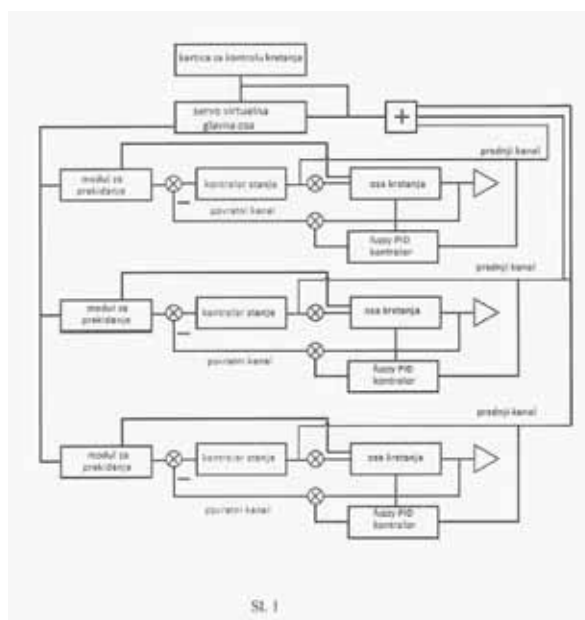 kartica za kontrolu kretanja
servo virtualna
glavna osa
+
prednji kanal
modul za
prekidanje
kontroler stanja
osa kretanja
povratni kanal
fuzzy PID
kontroler
prednji kanal
modul za
prekidanje
kontroler stanja
osa kretanja
povratni kanal
fuzzy PID
kontroler
prednji kanal
modul za
prekidanje
kontroler stanja
osa kretanja
povratni kanal
fuzzy PID
kontroler
Sl. 1